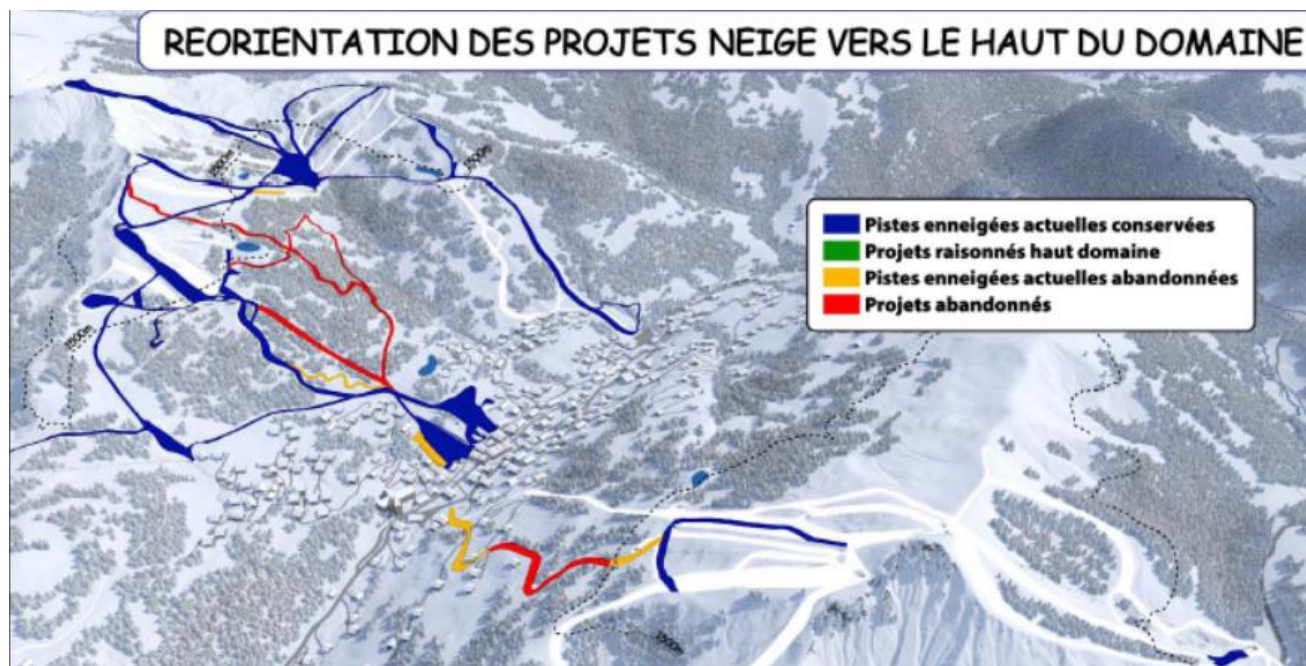 REORIENTATION DES PROJETS NEIGE VERS LE HAUT DU DOMAINE
1500m
Pistes enneigées actuelles conservées
Projets raisonnés haut domaine
Pistes enneigées actuelles abandonnées
Projets abandonnés
1500m